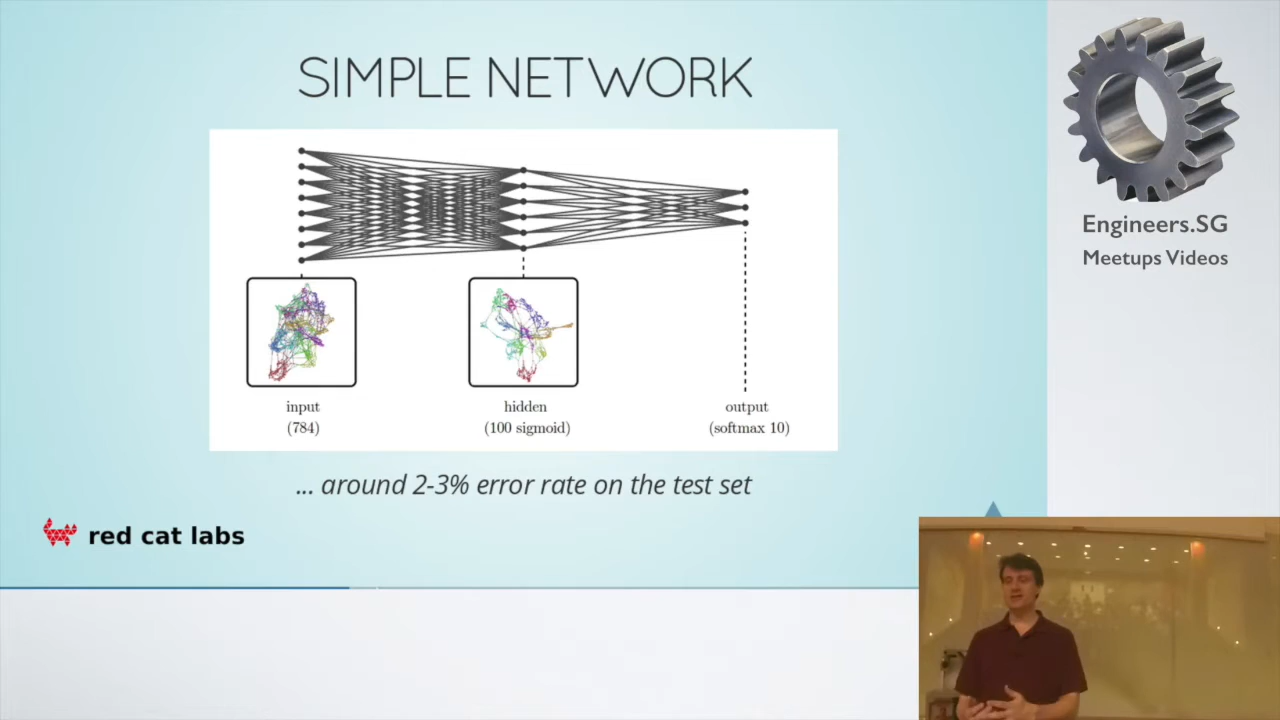 SIMPLE NETWORK
input
(784)
hidden
(100 sigmoid)
output
(softmax 10)
... around 2-3% error rate on the test set
red cat labs
Engineers.SG
Meetups Videos